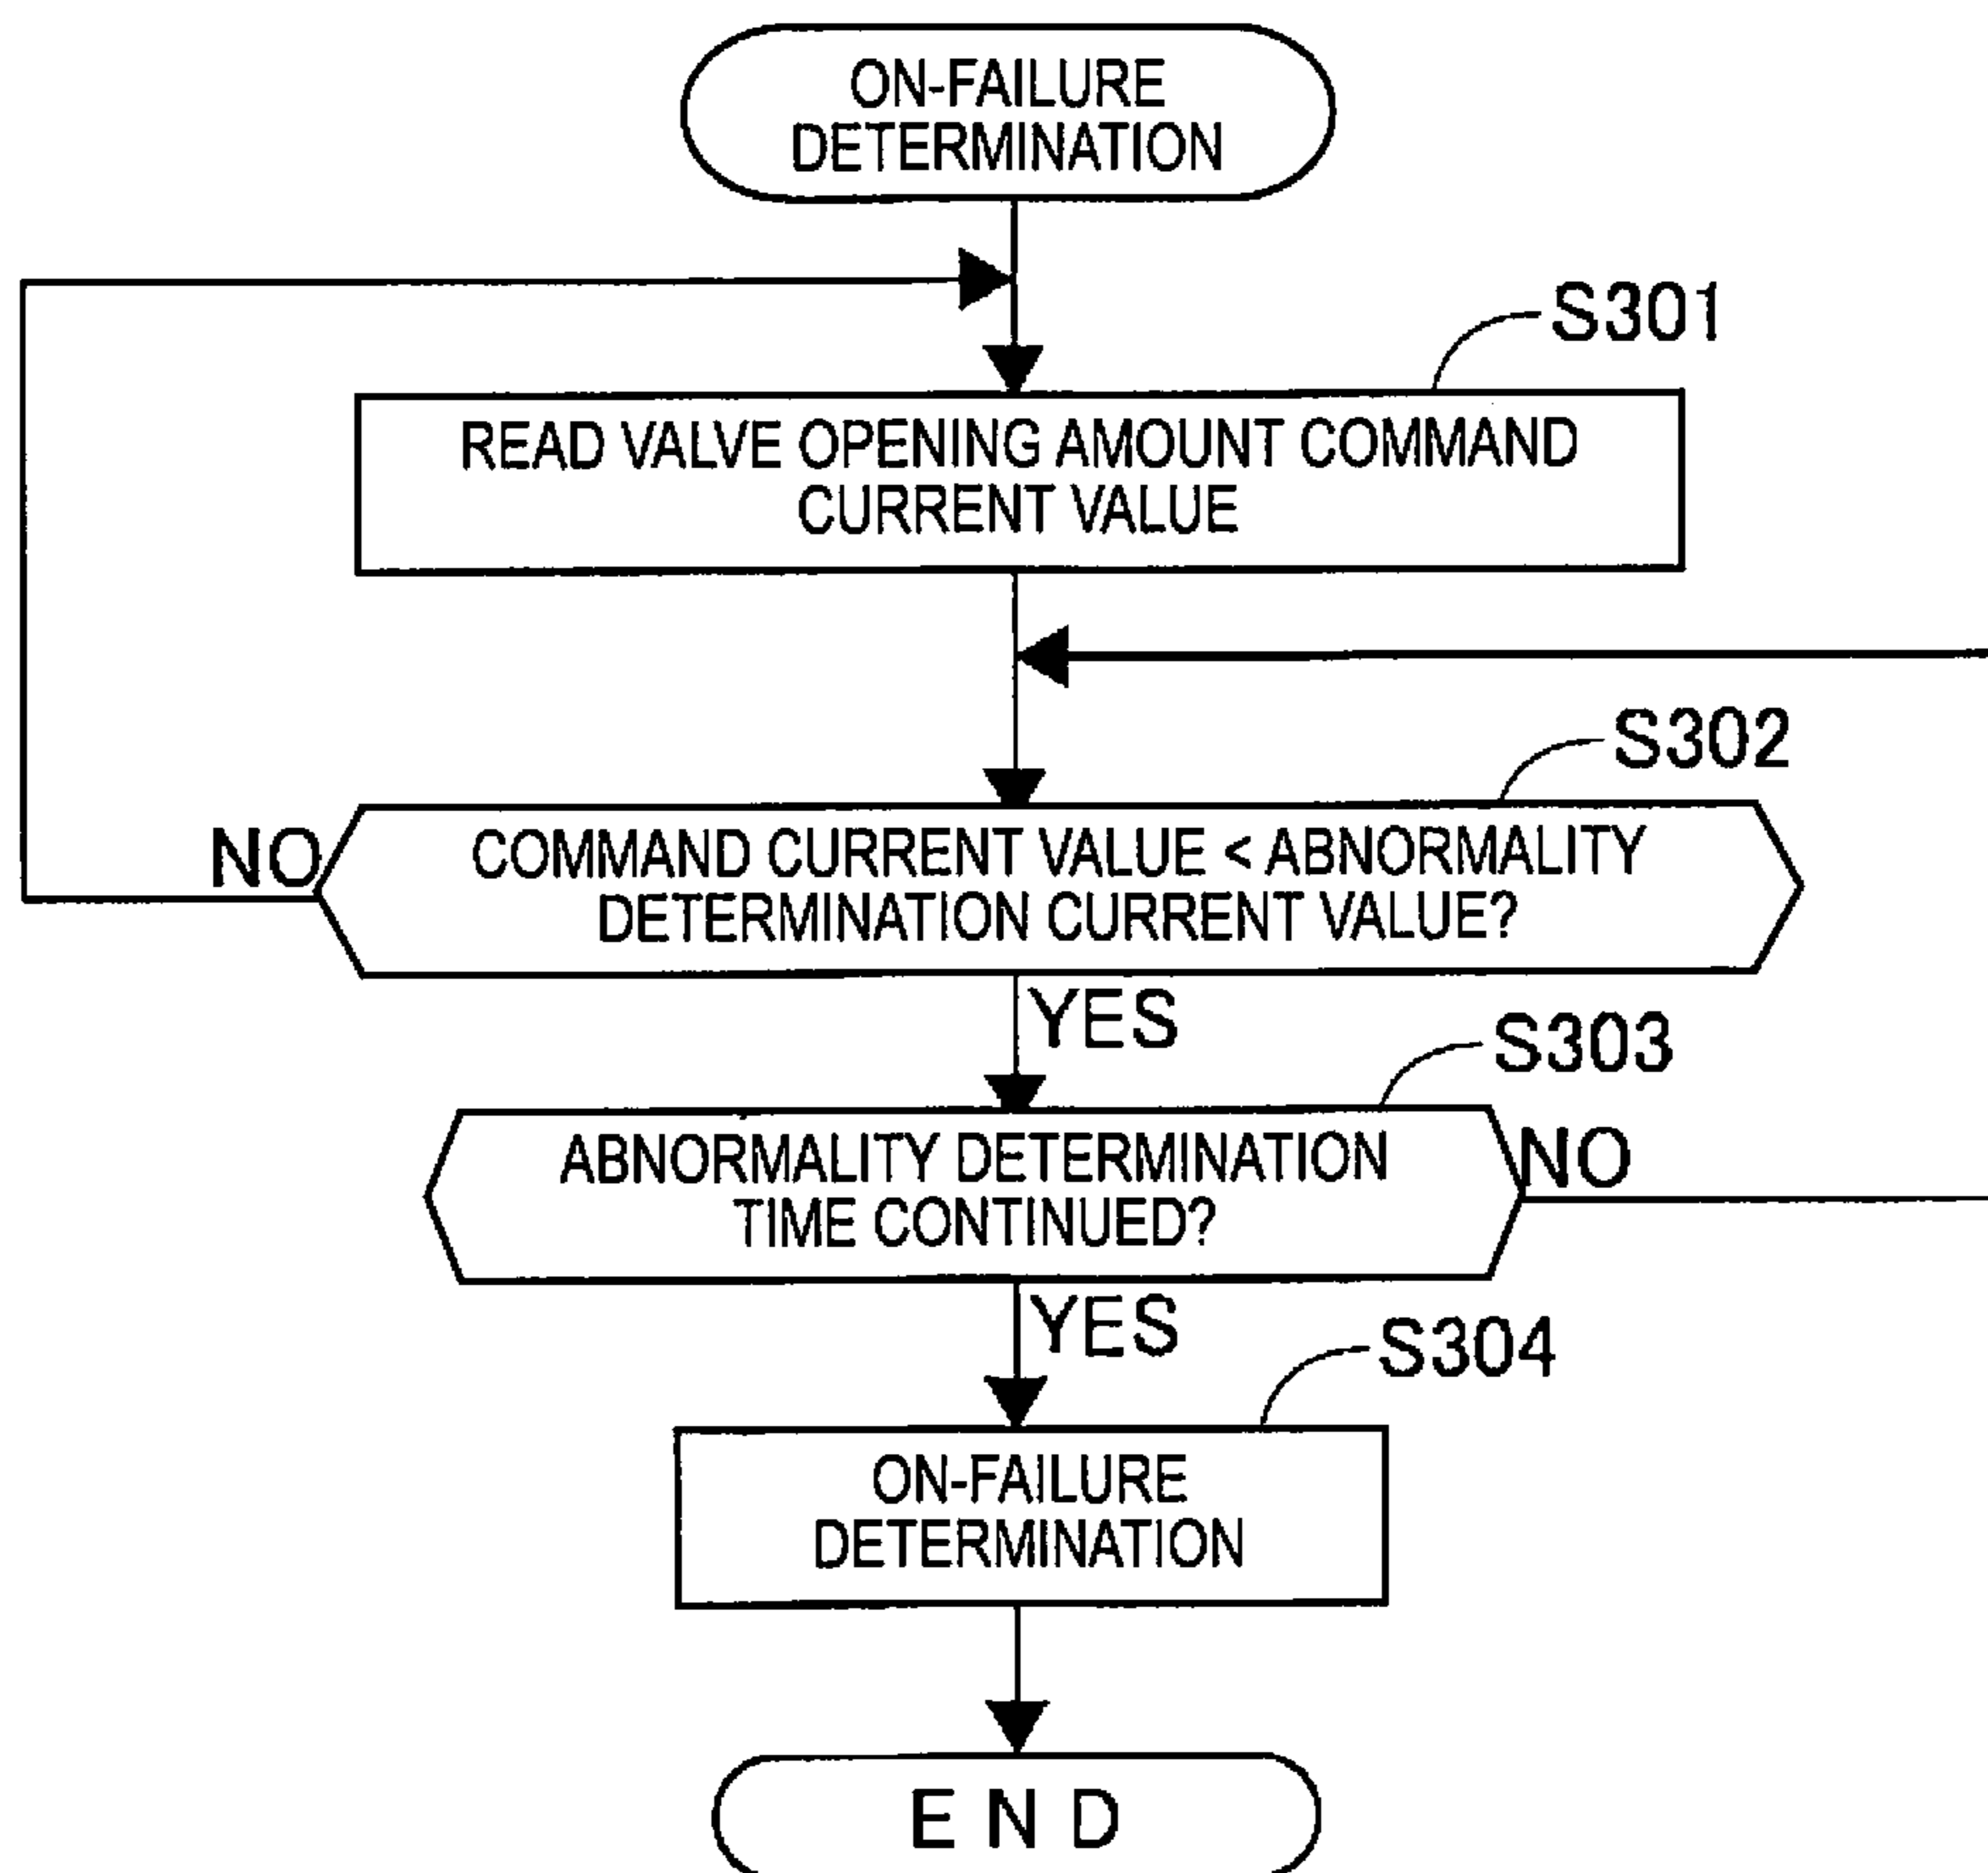 ON-FAILURE
DETERMINATION
S301
READ VALVE OPENING AMOUNT COMMAND
CURRENT VALUE
S302
NO
COMMAND CURRENT VALUE < ABNORMALITY
DETERMINATION CURRENT VALUE?
YES
S303
ABNORMALITY DETERMINATION
TIME CONTINUED?
NO
YES
S304
ON-FAILURE
DETERMINATION
END